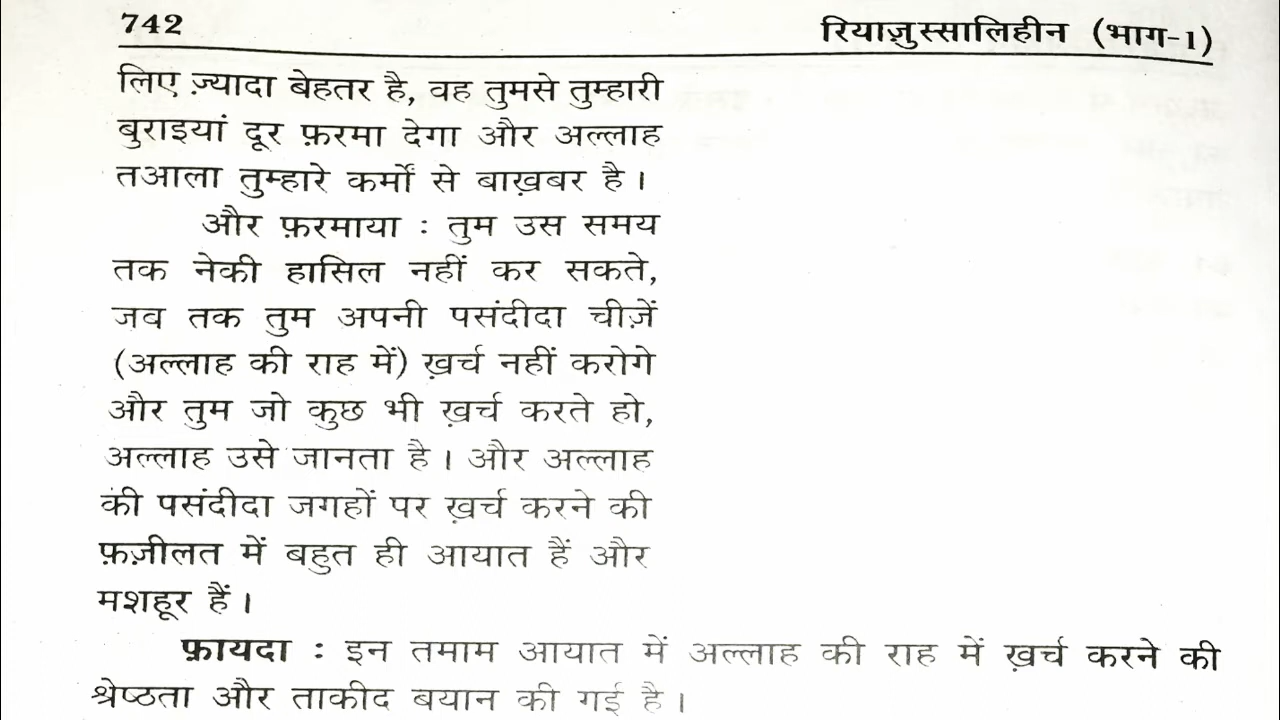 742
रियाज़ुस्सालिहीन (भाग-1)
लिए ज़्यादा बेहतर है, वह तुमसे तुम्हारी
बुराइयां दूर फ़रमा देगा और अल्लाह
तआला तुम्हारे कर्मों से बाख़बर है।
और फ़रमाया : तुम उस समय
तक नेकी हासिल नहीं कर सकते,
जब तक तुम अपनी पसंदीदा चीज़ें
(अल्लाह की राह में) ख़र्च नहीं करोगे
और तुम जो कुछ भी ख़र्च करते हो,
अल्लाह उसे जानता है। और अल्लाह
की पसंदीदा जगहों पर ख़र्च करने की
फ़ज़ीलत में बहुत ही आयात हैं और
मशहूर हैं।
फ़ायदा : इन तमाम आयात में अल्लाह की राह में ख़र्च करने की
श्रेष्ठता और ताकीद बयान की गई है।